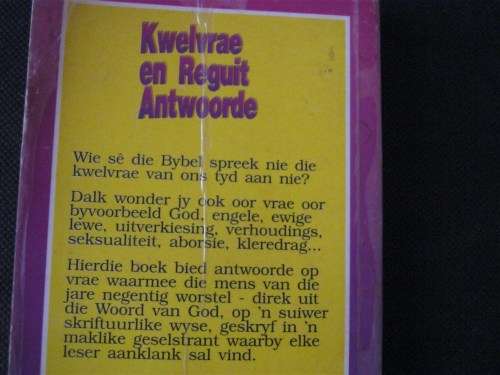 Kwelvrae
en Reguit
Antwoorde
Wie sê die Bybel spreek nie die
kwelvrae van ons tyd aan nie?
Dalk wonder jy ook oor vrae oor
byvoorbeeld God, engele, ewige
lewe, uitverkiesing, verhoudings,
seksualiteit, aborsie, kleredrag...
Hierdie boek bied antwoorde op
vrae waarmee die mens van die
jare negentig worstel - direk uit
die Woord van God, op 'n suiwer
skriftuurlike wyse, geskryf in 'n
maklike geselstrant waarby elke
leser aanklank sal vind.